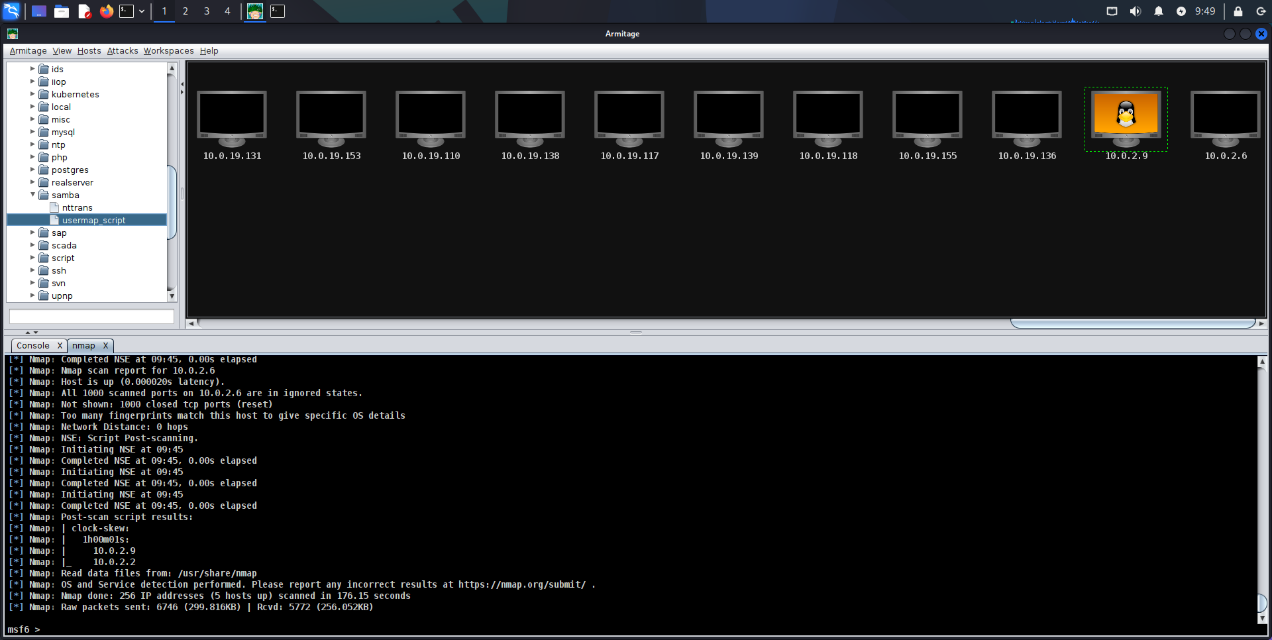 1 2 3 4 9:49
Armitage
Armitage View Hosts Attacks Workspaces Help
ids
iiop
kubernetes
local
misc
mysql
ntp
php
postgres
realserver
samba
nttrans
usermap_script
sap
scada
script
ssh
svn
upnp
10.0.19.131 10.0.19.153 10.0.19.110 10.0.19.138 10.0.19.117 10.0.19.139 10.0.19.118 10.0.19.155 10.0.19.136 10.0.2.9 10.0.2.6
Console X nmap X
[*] Nmap: Completed NSE at 09:45, 0.00s elapsed
[*] Nmap: Nmap scan report for 10.0.2.6
[*] Nmap: Host is up (0.000020s latency).
[*] Nmap: All 1000 scanned ports on 10.0.2.6 are in ignored states.
[*] Nmap: Not shown: 1000 closed tcp ports (reset)
[*] Nmap: Too many fingerprints match this host to give specific OS details
[*] Nmap: Network Distance: 0 hops
[*] Nmap: NSE: Script Post-scanning.
[*] Nmap: Initiating NSE at 09:45
[*] Nmap: Completed NSE at 09:45, 0.00s elapsed
[*] Nmap: Initiating NSE at 09:45
[*] Nmap: Completed NSE at 09:45, 0.00s elapsed
[*] Nmap: Initiating NSE at 09:45
[*] Nmap: Completed NSE at 09:45, 0.00s elapsed
[*] Nmap: Post-scan script results:
[*] Nmap: | clock-skew:
[*] Nmap: |   1h00m01s:
[*] Nmap: |     10.0.2.9
[*] Nmap: |_    10.0.2.2
[*] Nmap: Read data files from: /usr/share/nmap
[*] Nmap: OS and Service detection performed. Please report any incorrect results at https://nmap.org/submit/ .
[*] Nmap: Nmap done: 256 IP addresses (5 hosts up) scanned in 176.15 seconds
[*] Nmap: Raw packets sent: 6746 (299.816KB) | Rcvd: 5772 (256.052KB)
msf6 >